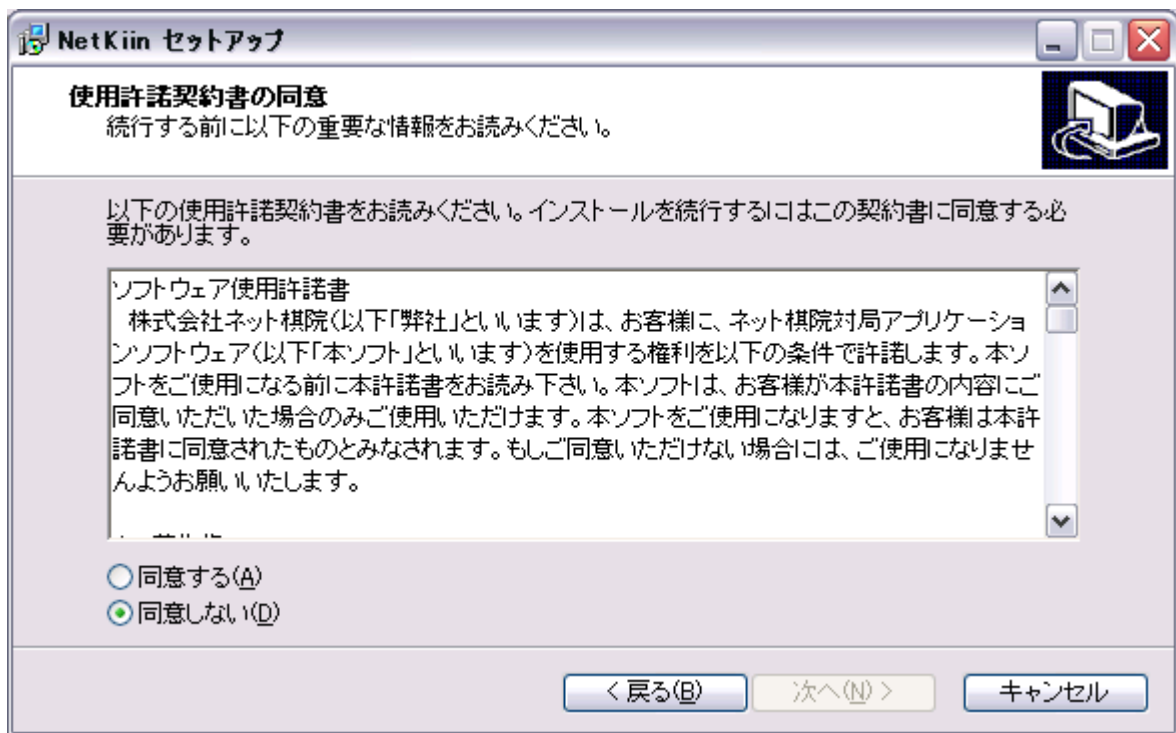 NetKiin セットアップ
使用許諾契約書の同意
続行する前に以下の重要な情報をお読みください。
以下の使用許諾契約書をお読みください。インストールを続行するにはこの契約書に同意する必
要があります。
ソフトウェア使用許諾書
株式会社ネット棋院(以下「弊社」といいます)は、お客様に、ネット棋院対局アプリケーショ
ンソフトウェア(以下「本ソフト」といいます)を使用する権利を以下の条件で許諾します。本ソ
フトをご使用になる前に本許諾書をお読み下さい。本ソフトは、お客様が本許諾書の内容にご
同意いただいた場合のみご使用いただけます。本ソフトをご使用になりますと、お客様は本許
諾書に同意されたものとみなされます。もしご同意いただけない場合には、ご使用になりませ
んようお願いいたします。
同意する(A)
同意しない(D)
< 戻る(B)
次へ(N) >
キャンセル